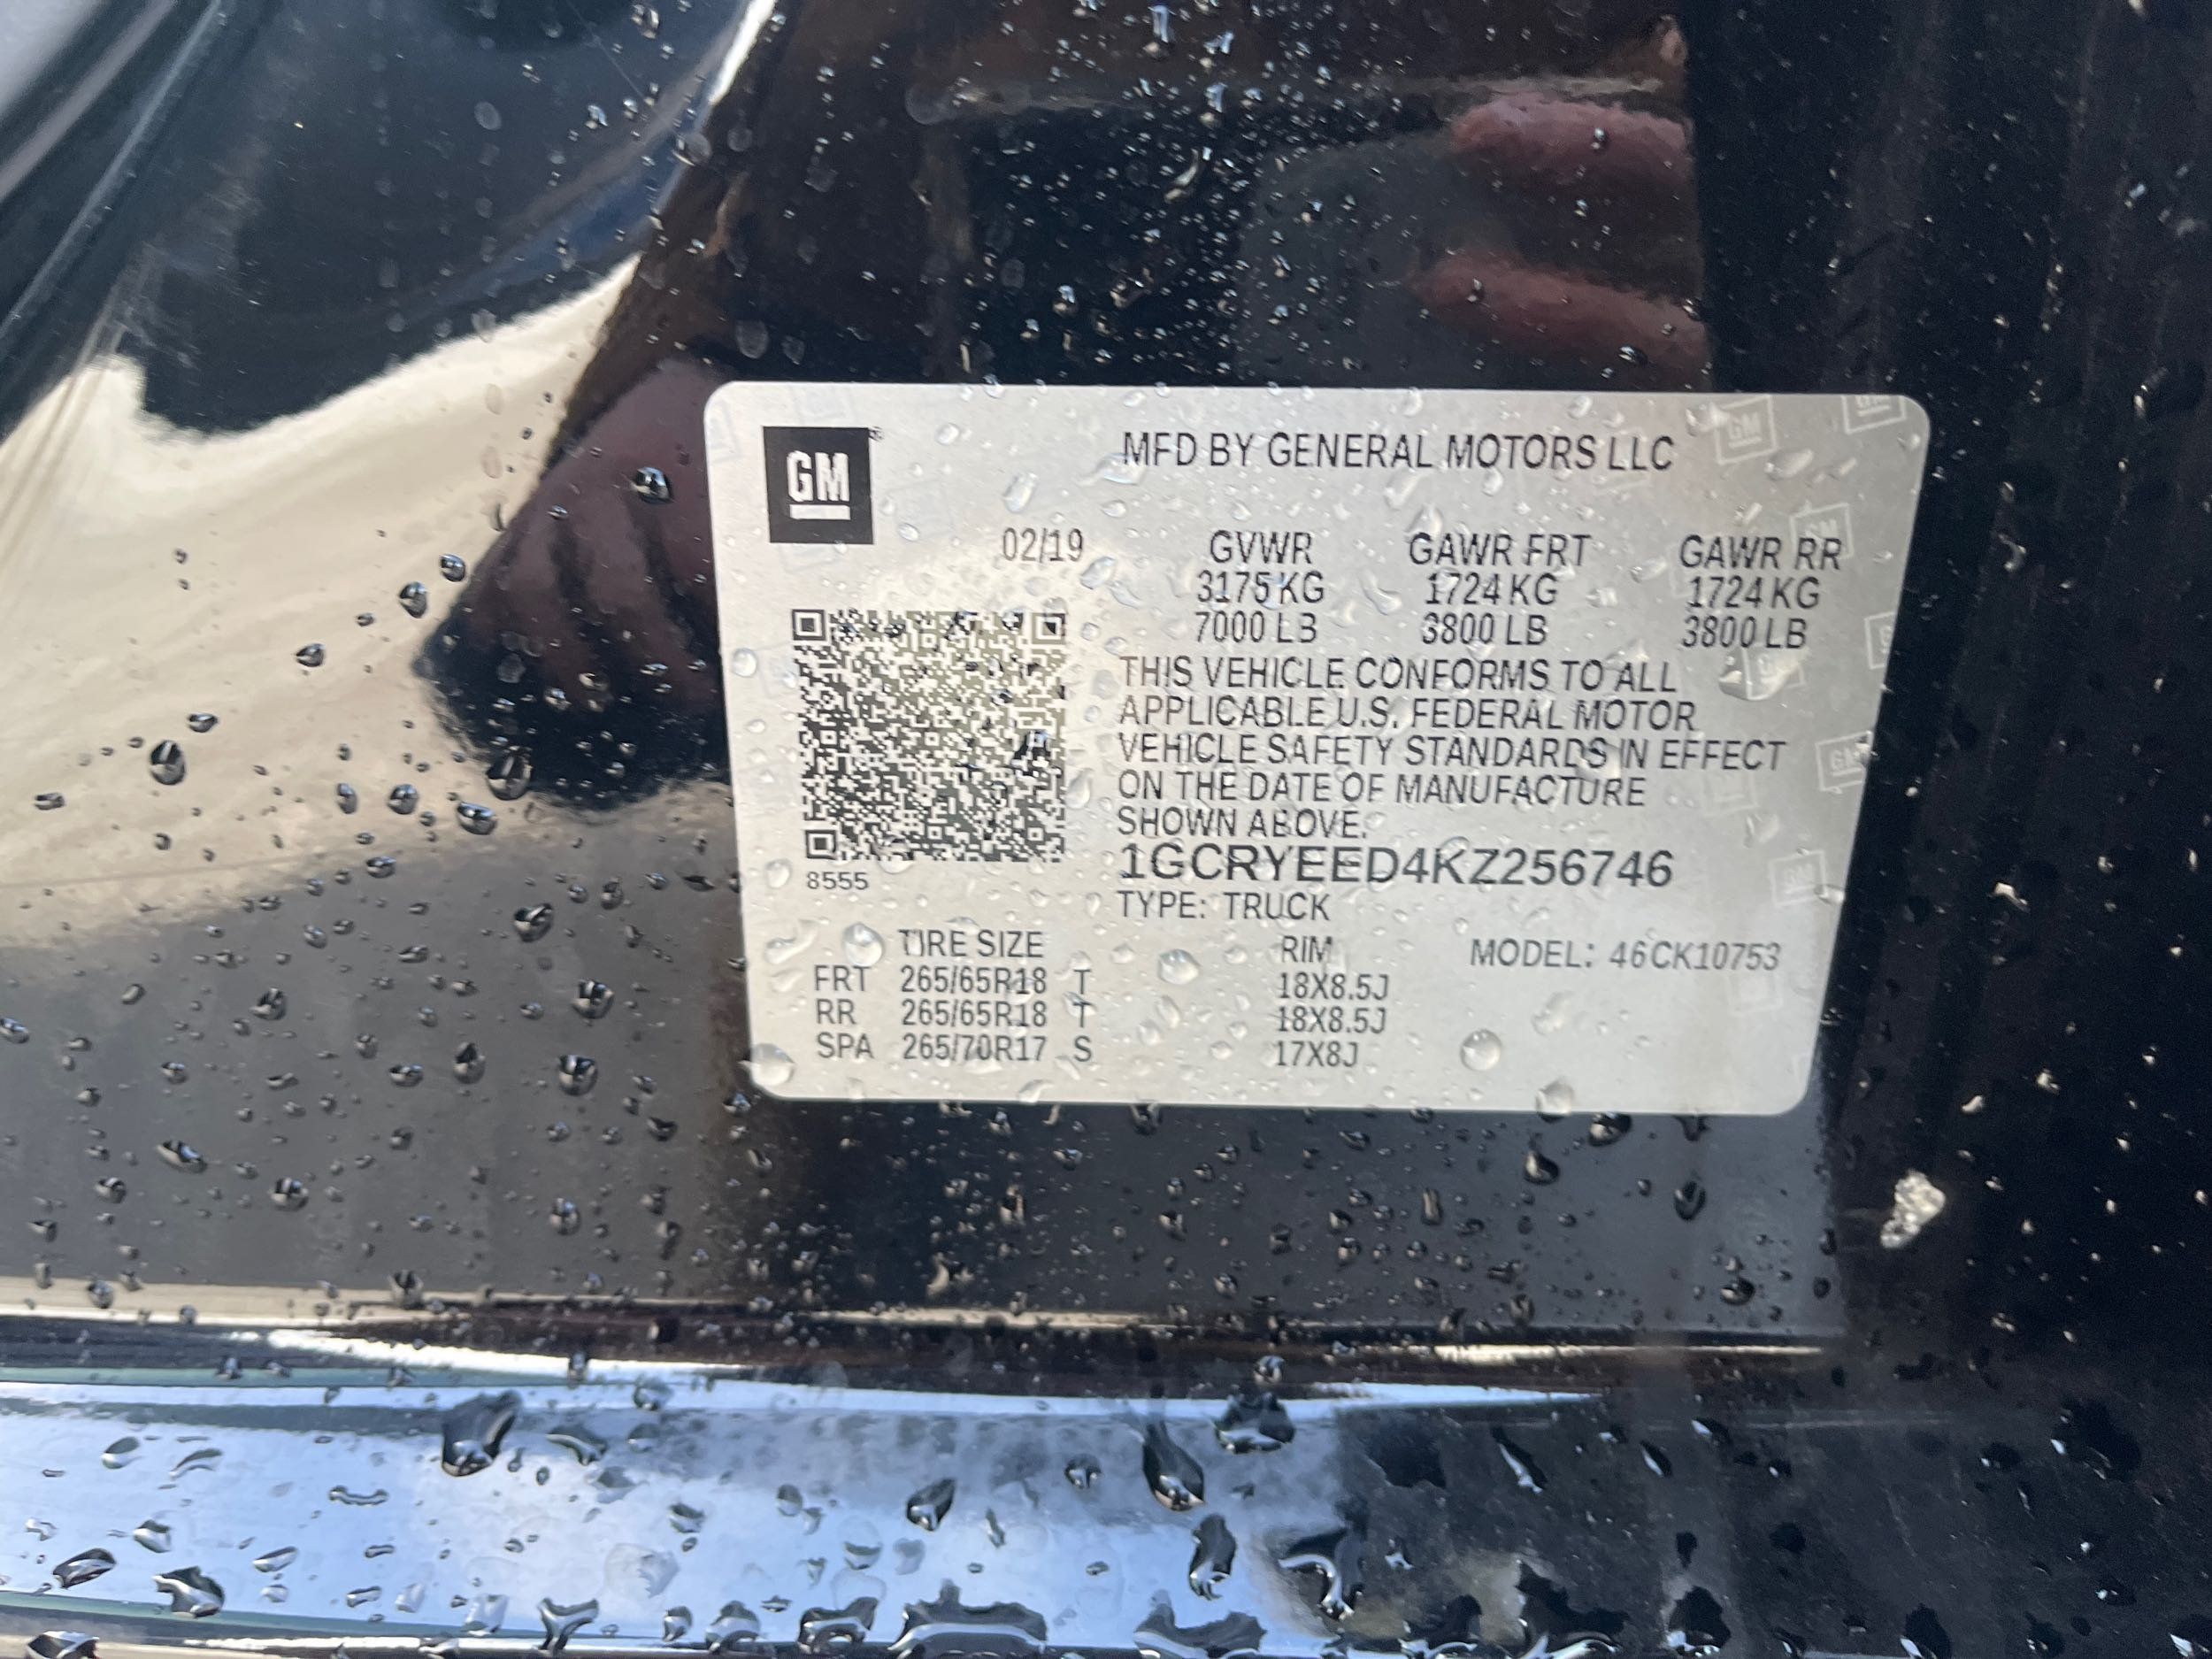 GM
MFD BY GENERAL MOTORS LLC
02/19 GVWR GAWR FRT GAWR RR
3175 KG 1724 KG 1724 KG
7000 LB 3800 LB 3800 LB
THIS VEHICLE CONFORMS TO ALL
APPLICABLE U.S. FEDERAL MOTOR
VEHICLE SAFETY STANDARDS IN EFFECT
ON THE DATE OF MANUFACTURE
SHOWN ABOVE.
1GCRYEED4KZ256746
8555
TYPE: TRUCK
TIRE SIZE RIM MODEL: 46CK10753
FRT 265/65R18 T 18X8.5J
RR 265/65R18 T 18X8.5J
SPA 265/70R17 S 17X8J